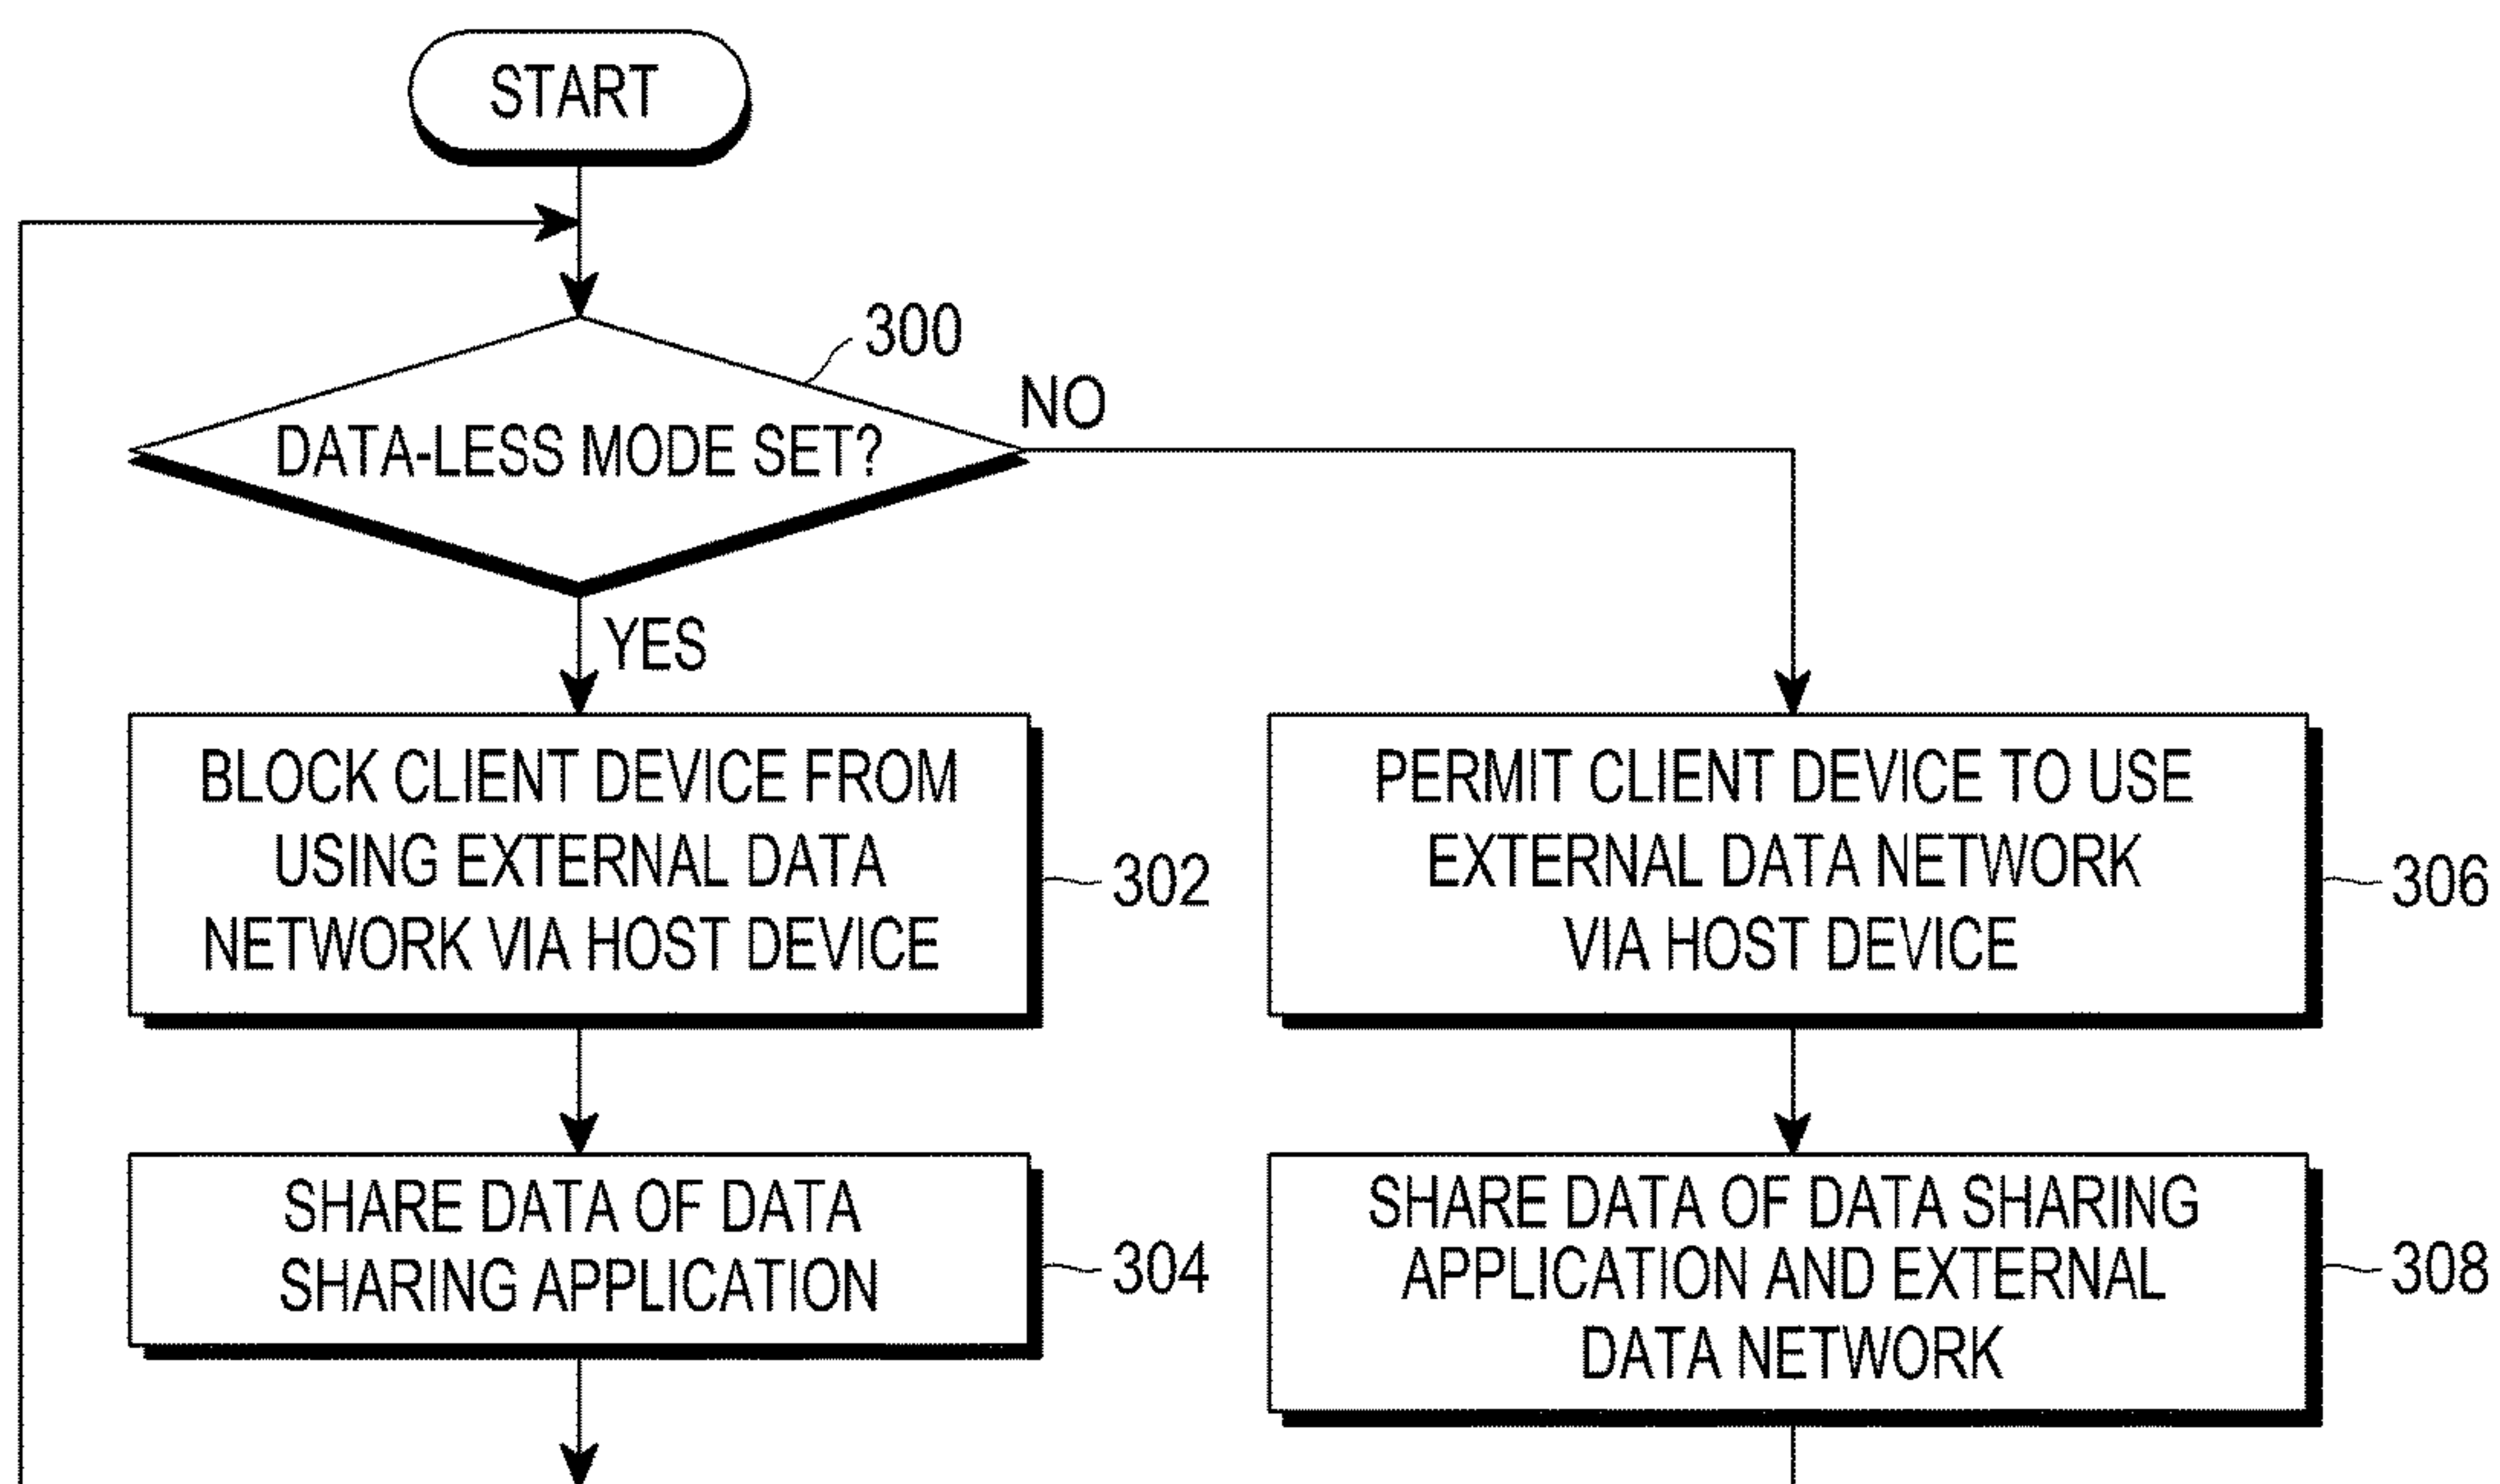 START
300
DATA-LESS MODE SET?
NO
YES
BLOCK CLIENT DEVICE FROM
USING EXTERNAL DATA
NETWORK VIA HOST DEVICE
302
PERMIT CLIENT DEVICE TO USE
EXTERNAL DATA NETWORK
VIA HOST DEVICE
306
SHARE DATA OF DATA
SHARING APPLICATION
304
SHARE DATA OF DATA SHARING
APPLICATION AND EXTERNAL
DATA NETWORK
308